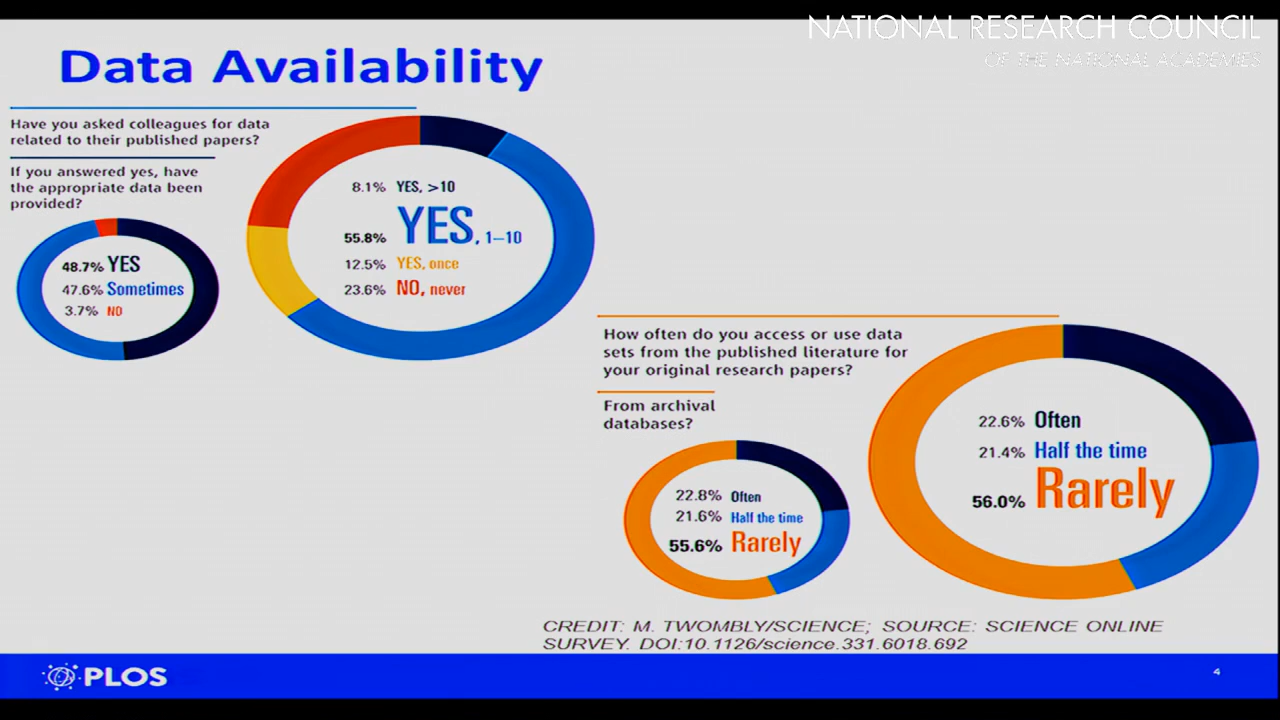 NATIONAL RESEARCH COUNCIL
OF THE NATIONAL ACADEMIES
Data Availability
Have you asked colleagues for data
related to their published papers?
If you answered yes, have
the appropriate data been
provided?
8.1% YES, >10
55.8% YES, 1–10
12.5% YES, once
23.6% NO, never
48.7% YES
47.6% Sometimes
3.7% NO
How often do you access or use data
sets from the published literature for
your original research papers?
From archival
databases?
22.6% Often
21.4% Half the time
56.0% Rarely
22.8% Often
21.6% Half the time
55.6% Rarely
CREDIT: M. TWOMBLY/SCIENCE; SOURCE: SCIENCE ONLINE
SURVEY. DOI:10.1126/science.331.6018.692
PLOS
4